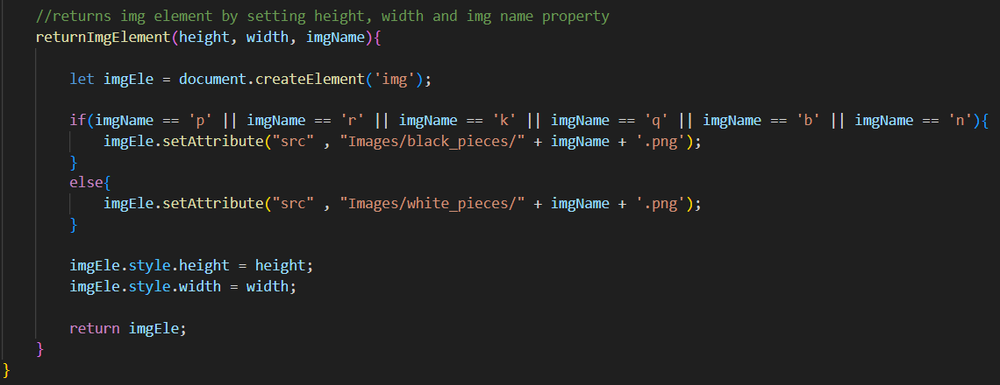 //returns img element by setting height, width and img name property
returnImgElement(height, width, imgName){
let imgEle = document.createElement('img');
if(imgName == 'p' || imgName == 'r' || imgName == 'k' || imgName == 'q' || imgName == 'b' || imgName == 'n'){
imgEle.setAttribute("src" , "Images/black_pieces/" + imgName + '.png');
}
else{
imgEle.setAttribute("src" , "Images/white_pieces/" + imgName + '.png');
}
imgEle.style.height = height;
imgEle.style.width = width;
return imgEle;
}
}